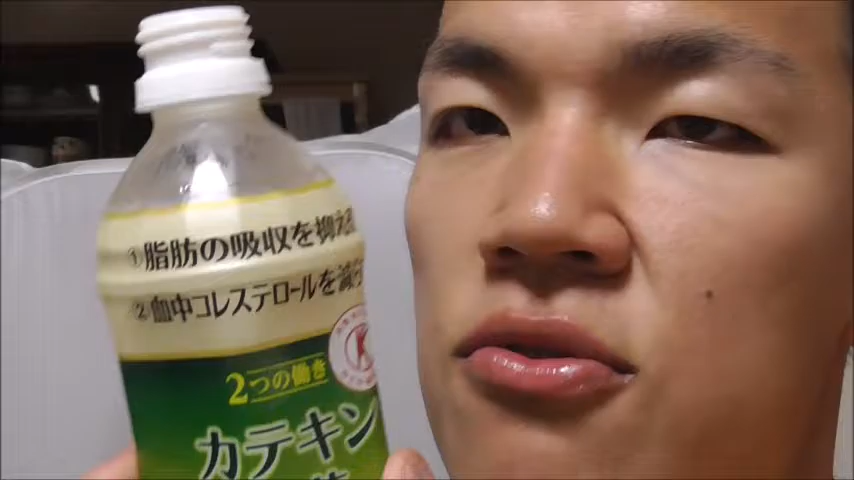 ①脂肪の吸収を抑え
②血中コレステロールを減
2つの働き
カテキン